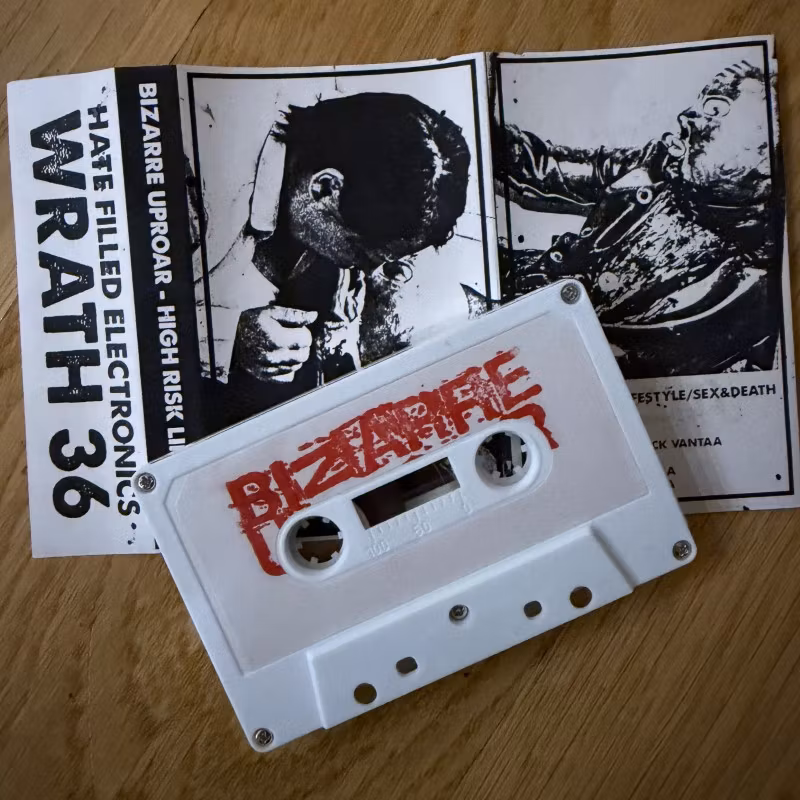 HATE FILLED ELECTRONICS
WRATH 36
BIZARRE UPROAR - HIGH RISK LI
FESTYLE/SEX&DEATH
CK VANTAA
A
BIZARRE
100 50 0